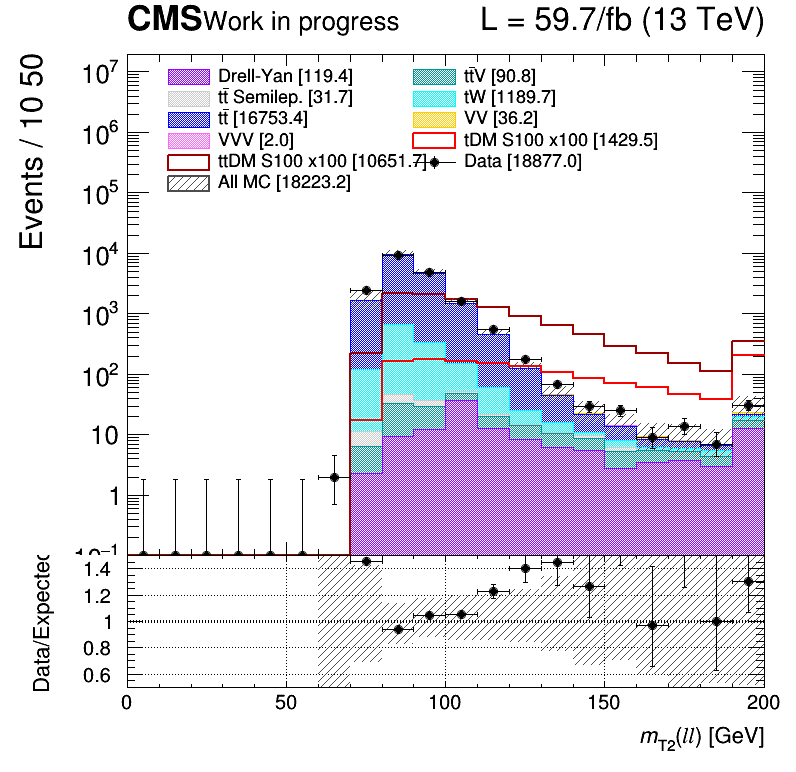 CMS Work in progress L = 59.7/fb (13 TeV)
Events / 10 50
10⁷
10⁶
10⁵
10⁴
10³
10²
10
1
10⁻¹
Drell-Yan [119.4] tt̄V [90.8]
tt̄ Semilep. [31.7] tW [1189.7]
tt̄ [16753.4] VV [36.2]
VVV [2.0] tDM S100 x100 [1429.5]
ttDM S100 x100 [10651.7] Data [18877.0]
All MC [18223.2]
Data/Expected
1.4
1.2
1
0.8
0.6
0 50 100 150 200
m_T2(ll) [GeV]